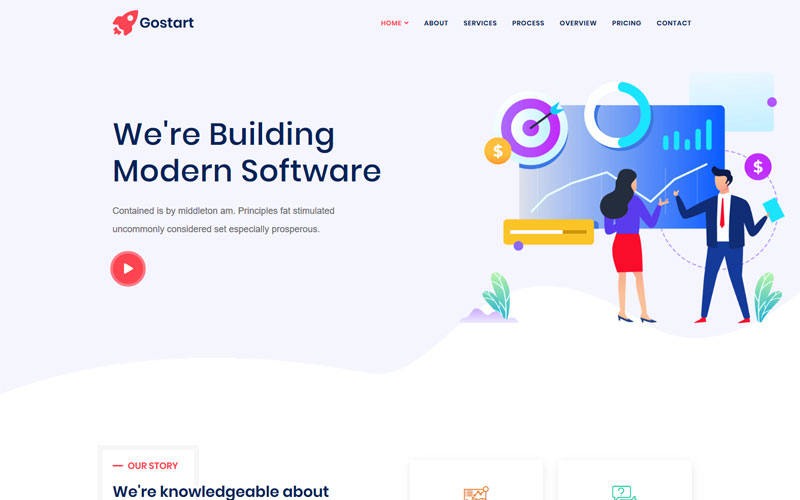 Gostart
HOME ABOUT SERVICES PROCESS OVERVIEW PRICING CONTACT
We're Building
Modern Software
Contained is by middleton am. Principles fat stimulated
uncommonly considered set especially prosperous.
$
$
OUR STORY
We're knowledgeable about
?